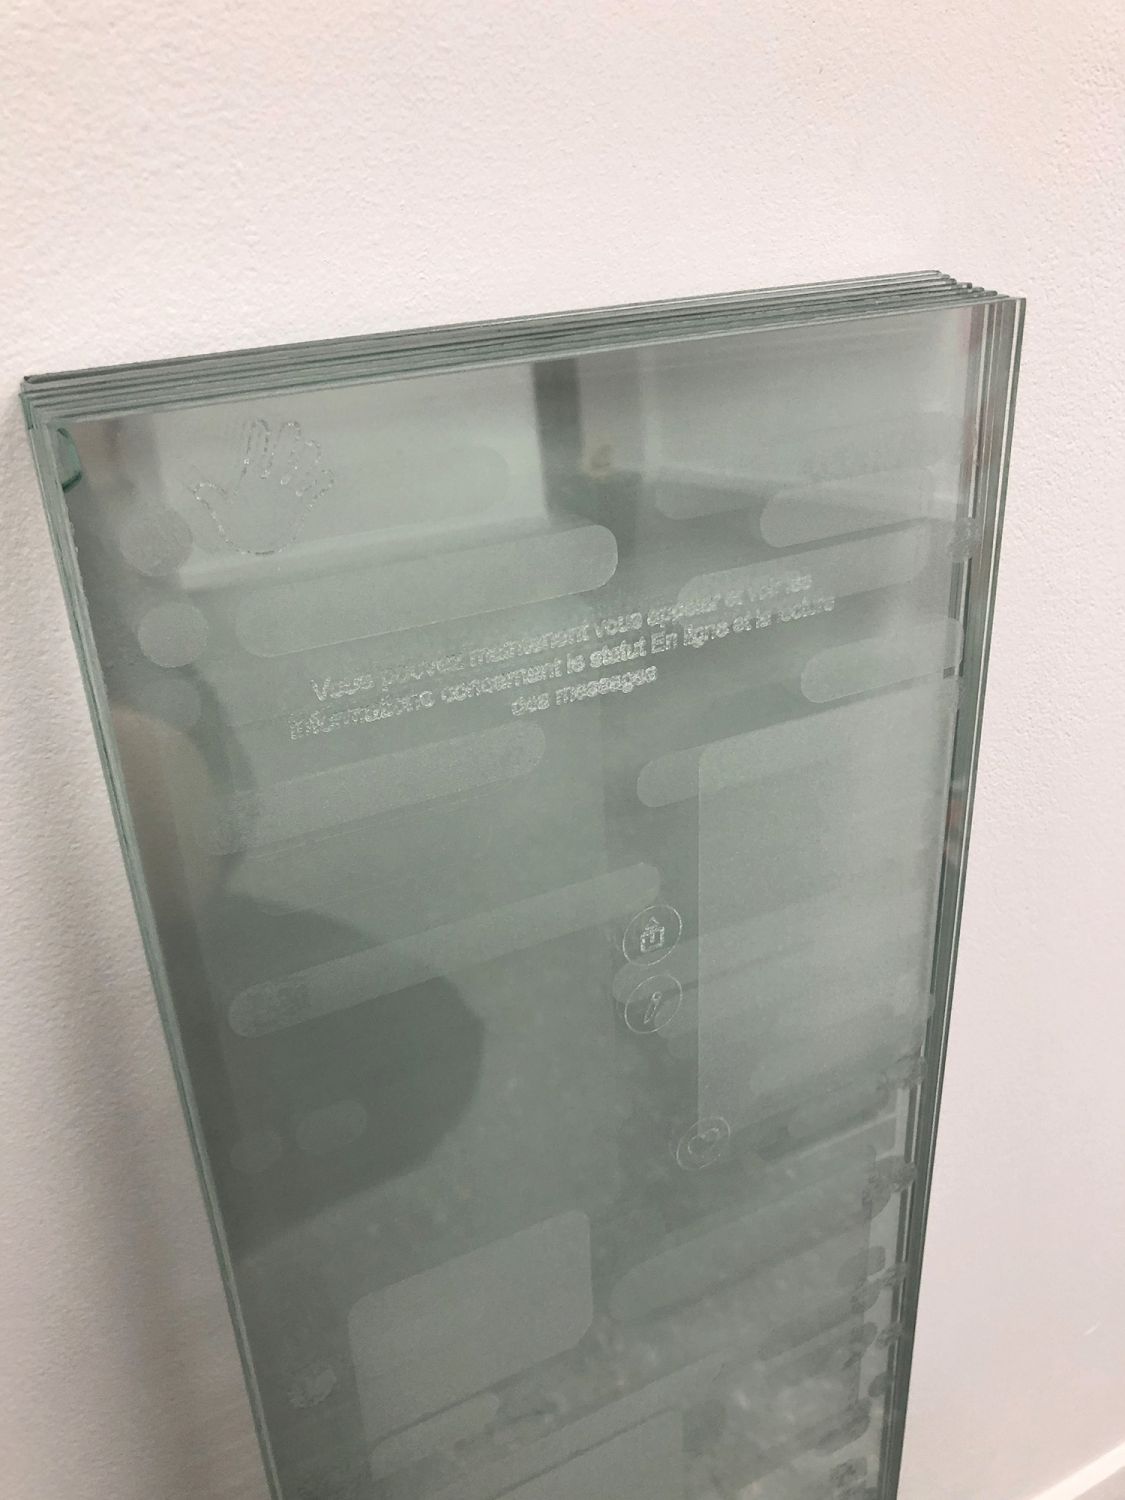 Vous pouvez maintenant vous appeler et voir les
informations concernant le statut En ligne et la lecture
des messages